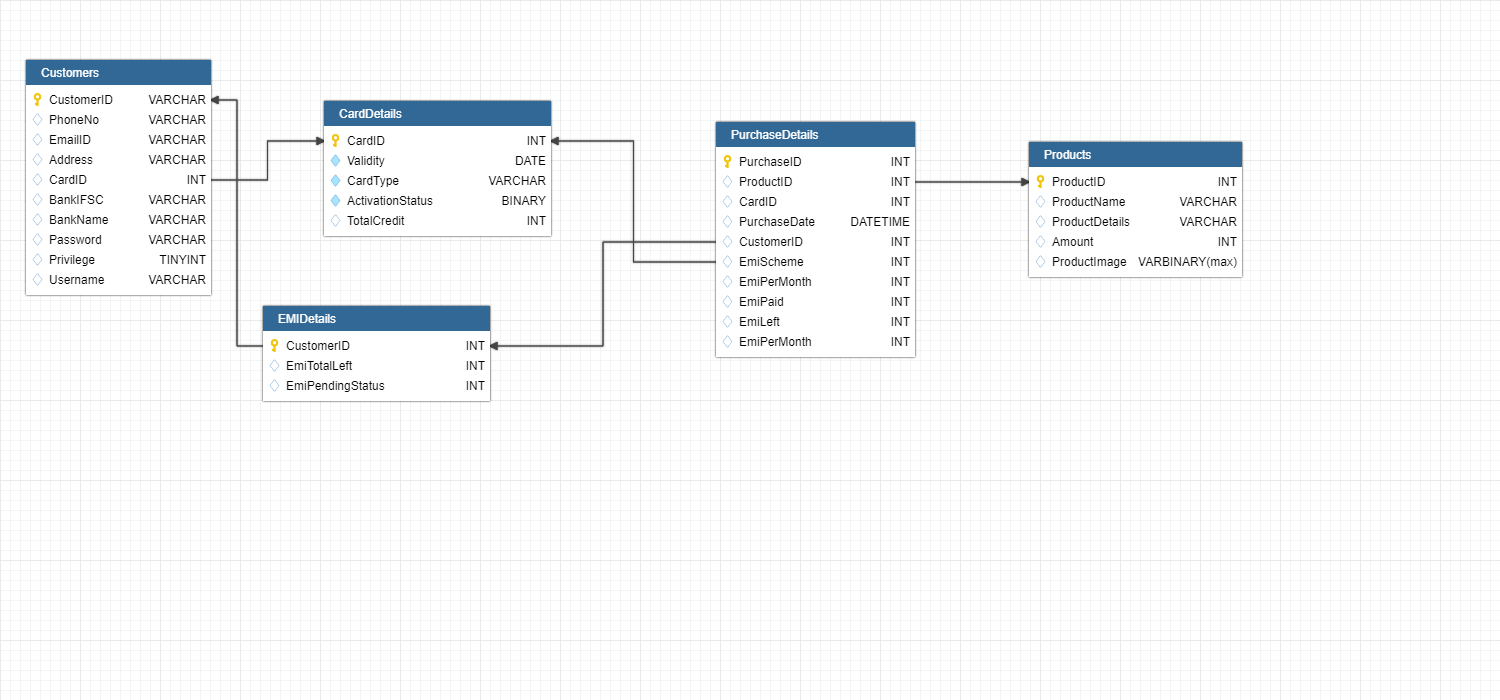 Customers
CustomerID VARCHAR
PhoneNo VARCHAR
EmailID VARCHAR
Address VARCHAR
CardID INT
BankIFSC VARCHAR
BankName VARCHAR
Password VARCHAR
Privilege TINYINT
Username VARCHAR
CardDetails
CardID INT
Validity DATE
CardType VARCHAR
ActivationStatus BINARY
TotalCredit INT
EMIDetails
CustomerID INT
EmiTotalLeft INT
EmiPendingStatus INT
PurchaseDetails
PurchaseID INT
ProductID INT
CardID INT
PurchaseDate DATETIME
CustomerID INT
EmiScheme INT
EmiPerMonth INT
EmiPaid INT
EmiLeft INT
EmiPerMonth INT
Products
ProductID INT
ProductName VARCHAR
ProductDetails VARCHAR
Amount INT
ProductImage VARBINARY(max)